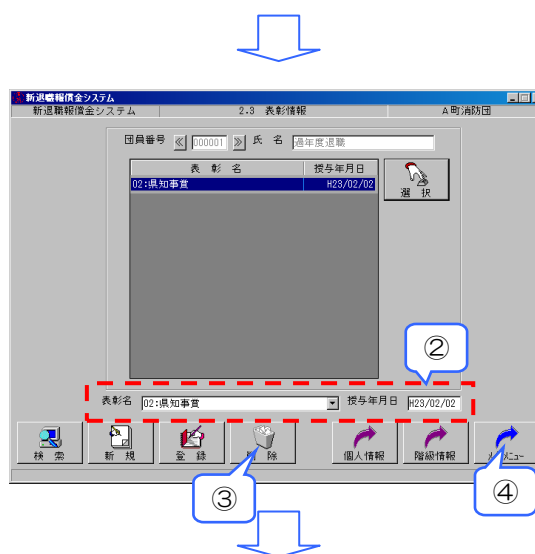 新退職報償金システム
新退職報償金システム 2.3 表彰情報 A町消防団
団員番号 000001 氏 名 過年度退職
表 彰 名 授与年月日
02:県知事賞 H23/02/02
選 択
②
表彰名 02:県知事賞 授与年月日 H23/02/02
検 索 新 規 登 録 除 個人情報 階級情報 ﾒﾆｭｰ
③ ④